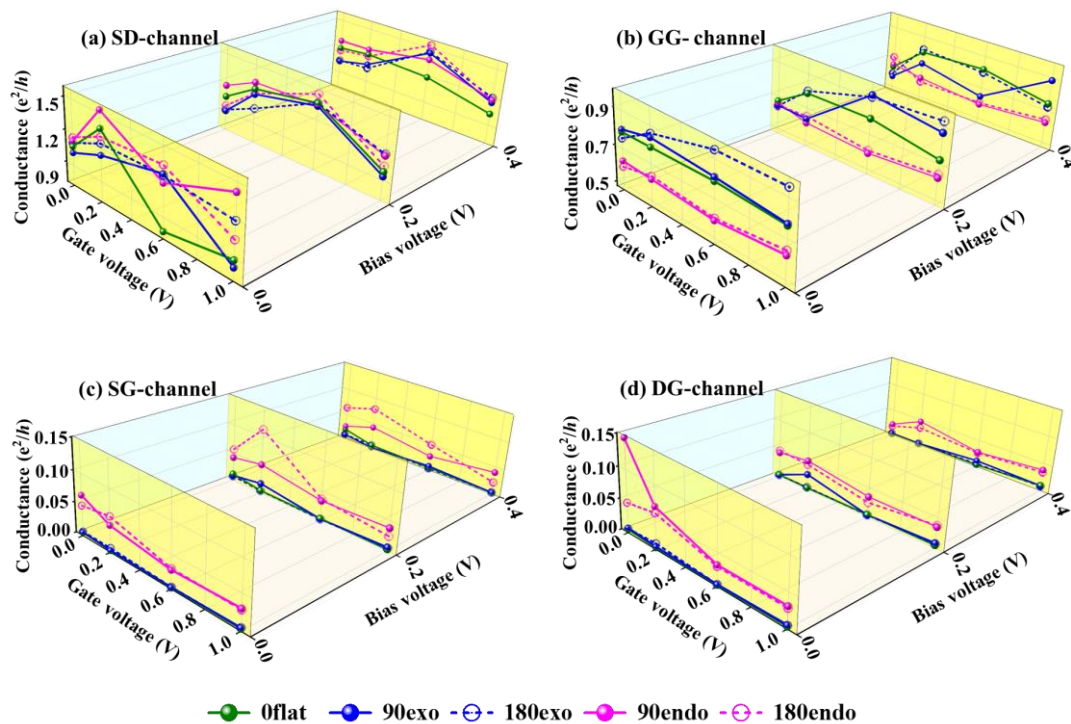 (a) SD-channel
Conductance (e²/h)
1.5
1.2
0.9
0.0
0.2
0.4
0.6
0.8
1.0
Gate voltage (V)
0.0
0.2
0.4
Bias voltage (V)
(b) GG- channel
Conductance (e²/h)
0.9
0.7
0.5
0.0
0.2
0.4
0.6
0.8
1.0
Gate voltage (V)
0.0
0.2
0.4
Bias voltage (V)
(c) SG-channel
Conductance (e²/h)
0.15
0.10
0.05
0.00
0.0
0.2
0.4
0.6
0.8
1.0
Gate voltage (V)
0.0
0.2
0.4
Bias voltage (V)
(d) DG-channel
Conductance (e²/h)
0.15
0.10
0.05
0.00
0.0
0.2
0.4
0.6
0.8
1.0
Gate voltage (V)
0.0
0.2
0.4
Bias voltage (V)
0flat 90exo 180exo 90endo 180endo